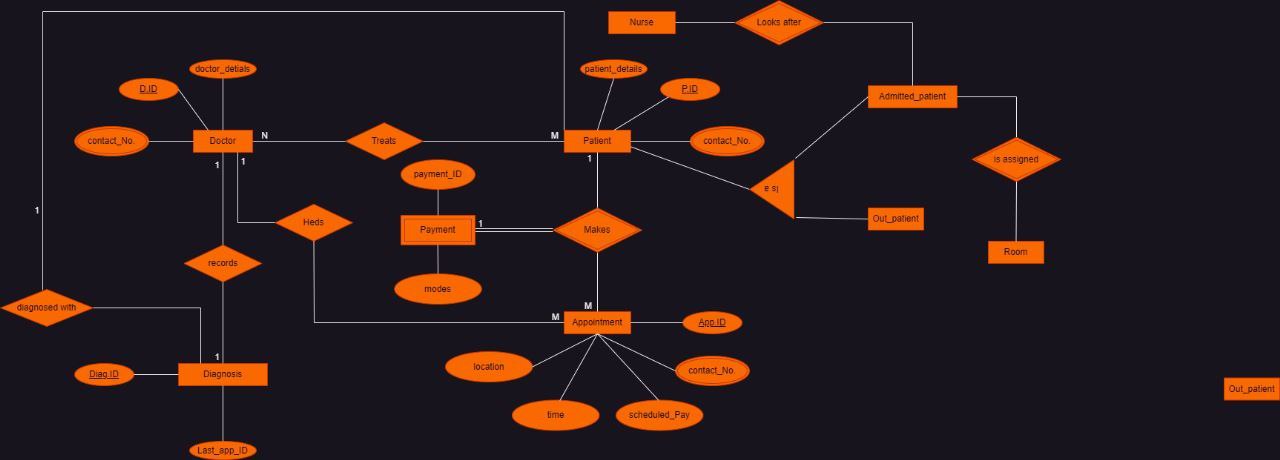 Nurse
Looks after
doctor_detials
patient_details
D.ID
P.ID
Admitted_patient
contact_No.
Doctor
N
Treats
M
Patient
contact_No.
1
1
1
is assigned
payment_ID
Is a
1
Heds
Payment
1
Makes
Out_patient
Room
records
modes
diagnosed with
M
M
Appointment
App.ID
1
location
contact_No.
Diag.ID
Diagnosis
Out_patient
time
scheduled_Pay
Last_app_ID